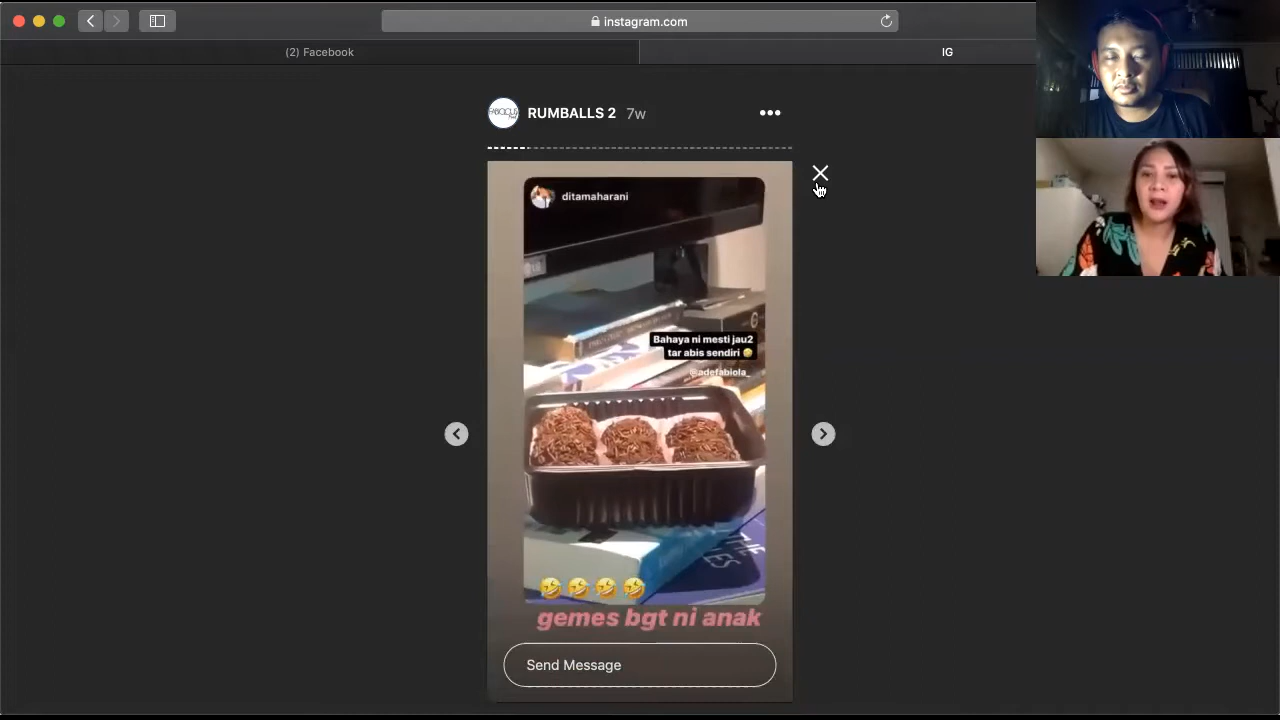 instagram.com
(2) Facebook
IG
RUMBALLS 2 7w
ditamaharani
Bahaya ni mesti jau2
tar abis sendiri 🤣
@adefabiola_
🤣🤣🤣🤣
gemes bgt ni anak
Send Message